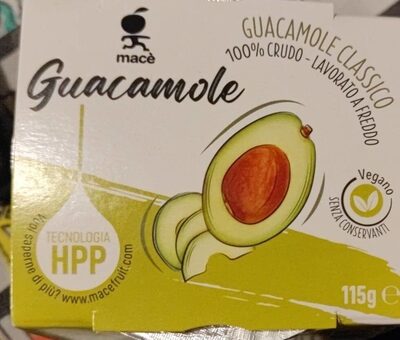 macè
Guacamole
GUACAMOLE CLASSICO
100% CRUDO - LAVORATO A FREDDO
Vegano
SENZA CONSERVANTI
TECNOLOGIA
HPP
Vuoi saperne di più? www.macefruit.com
115g e